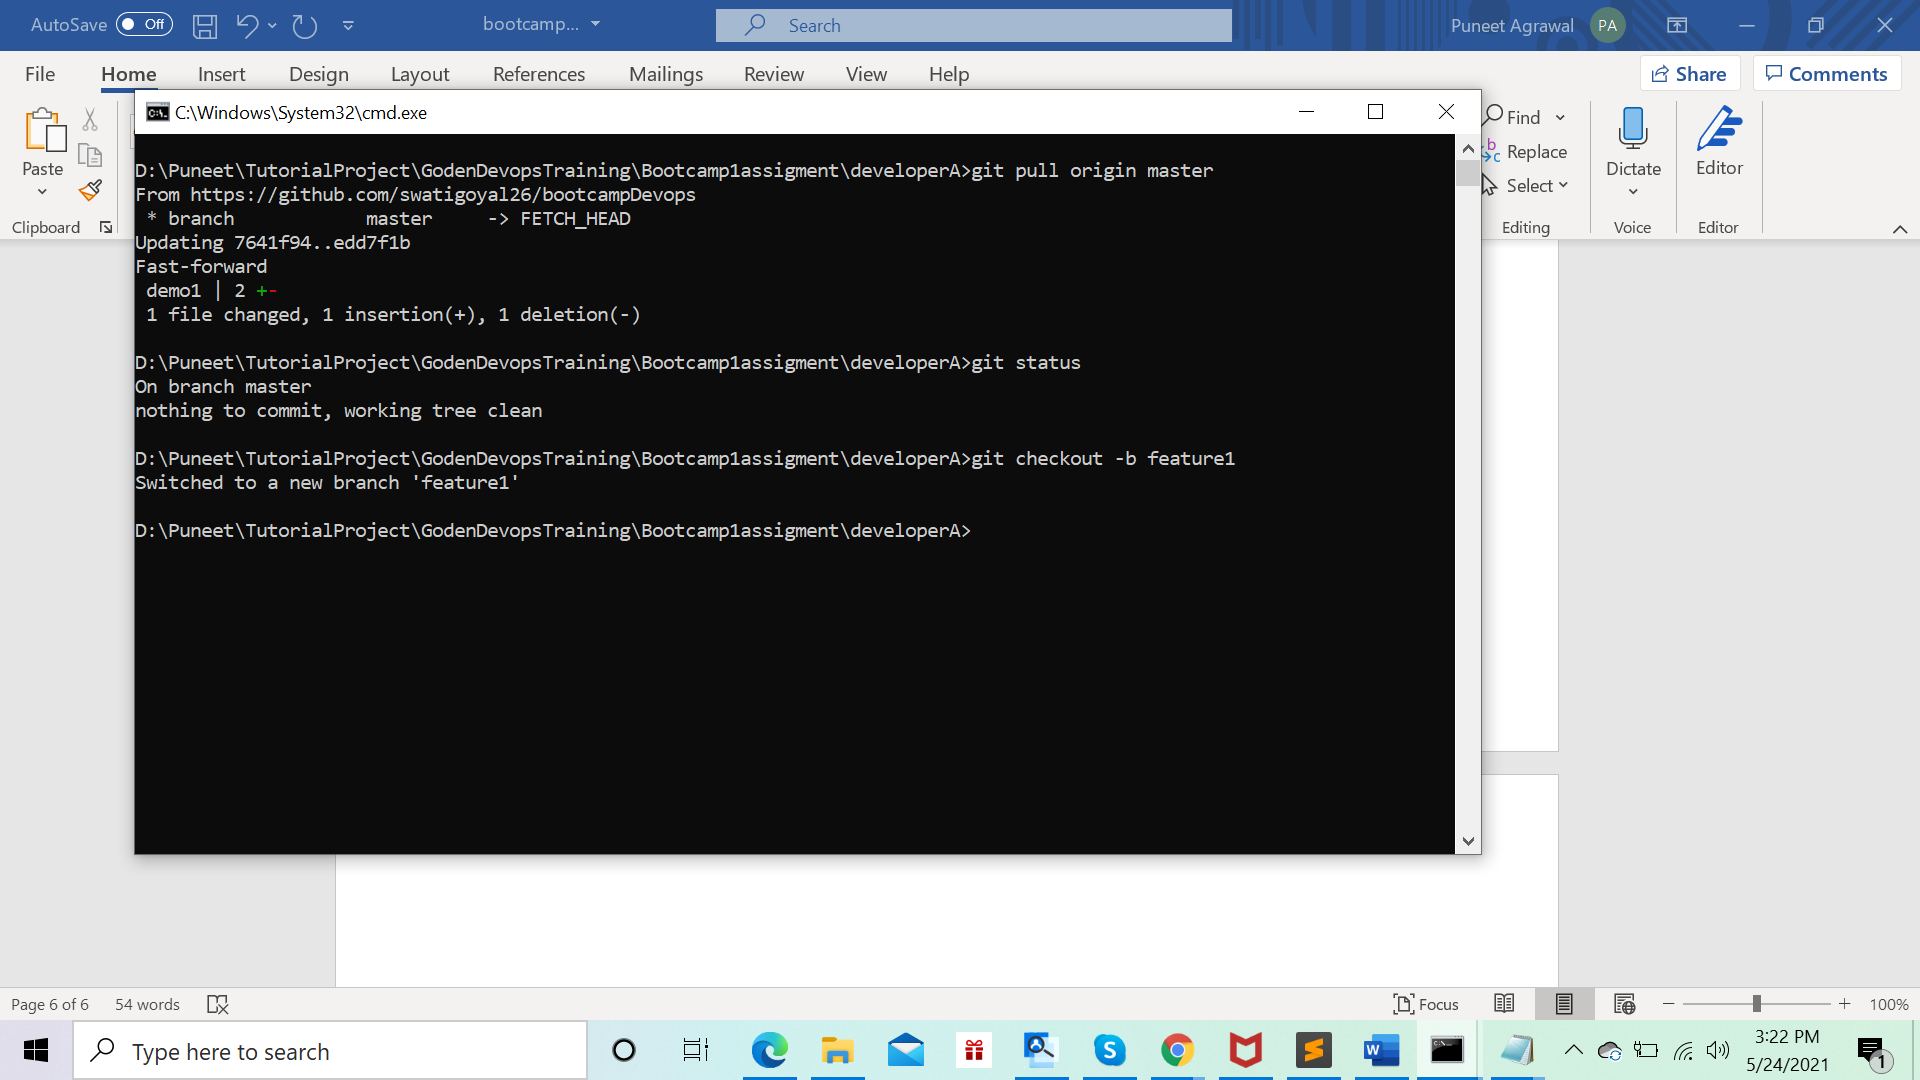 AutoSave Off bootcamp... Search Puneet Agrawal PA
File Home Insert Design Layout References Mailings Review View Help Share Comments
C:\Windows\System32\cmd.exe
Paste
Clipboard
Find
Replace
Select
Editing
Dictate
Voice
Editor
Editor
D:\Puneet\TutorialProject\GodenDevopsTraining\Bootcamp1assigment\developerA>git pull origin master
From https://github.com/swatigoyal26/bootcampDevops
 * branch            master     -> FETCH_HEAD
Updating 7641f94..edd7f1b
Fast-forward
 demo1 | 2 +-
 1 file changed, 1 insertion(+), 1 deletion(-)
D:\Puneet\TutorialProject\GodenDevopsTraining\Bootcamp1assigment\developerA>git status
On branch master
nothing to commit, working tree clean
D:\Puneet\TutorialProject\GodenDevopsTraining\Bootcamp1assigment\developerA>git checkout -b feature1
Switched to a new branch 'feature1'
D:\Puneet\TutorialProject\GodenDevopsTraining\Bootcamp1assigment\developerA>
Page 6 of 6 54 words Focus 100%
Type here to search
3:22 PM
5/24/2021
1